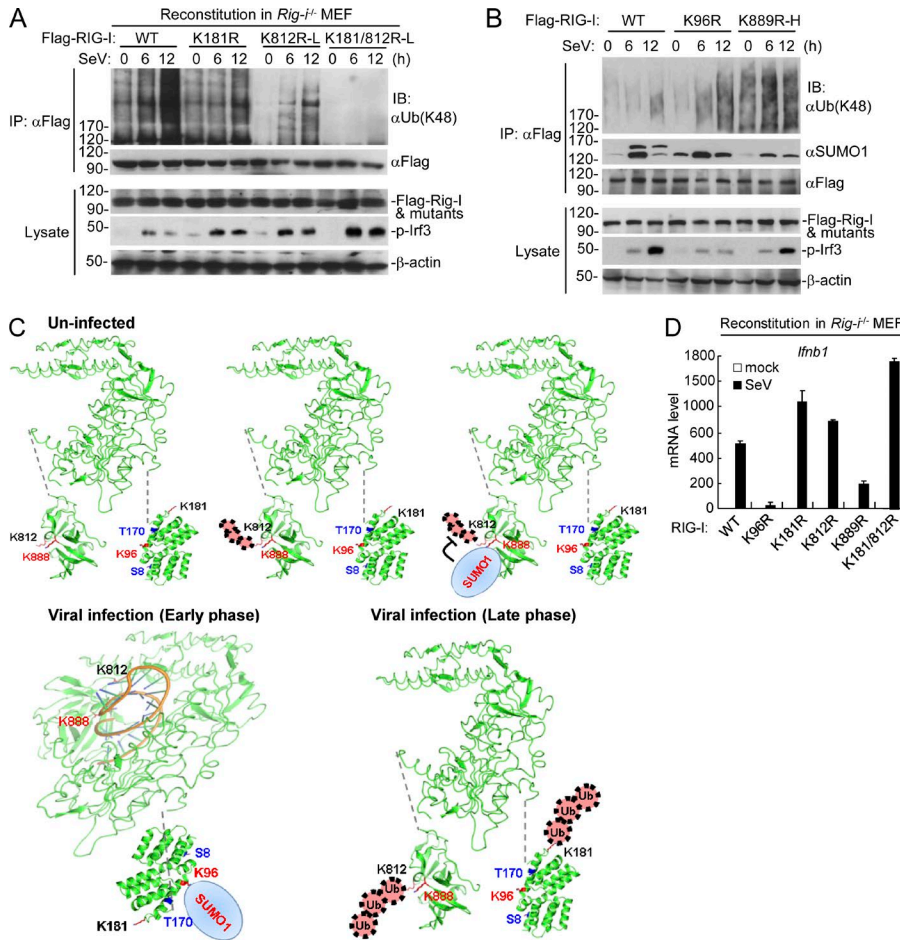 A
Reconstitution in Rig-i-/- MEF
Flag-RIG-I: WT K181R K812R-L K181/812R-L
SeV: 0 6 12 0 6 12 0 6 12 0 6 12 (h)
IP: αFlag
170-
120-
IB:
αUb(K48)
120-
90-
αFlag
Lysate
120-
90-
-Flag-Rig-I
& mutants
50-
-p-Irf3
50-
-β-actin
B
Flag-RIG-I: WT K96R K889R-H
SeV: 0 6 12 0 6 12 0 6 12 (h)
IP: αFlag
170-
120-
IB:
αUb(K48)
170-
120-
αSUMO1
120-
90-
αFlag
Lysate
120-
90-
-Flag-Rig-I
& mutants
50-
-p-Irf3
50-
-β-actin
C
Un-infected
K812
K888
K181
T170
K96
S8
K812
K888
K181
T170
K96
S8
K812
K888
SUMO1
K181
T170
K96
S8
Viral infection (Early phase)
K812
K888
S8
K96
T170
K181
SUMO1
Viral infection (Late phase)
K812
K888
Ub
Ub
Ub
Ub
Ub
Ub
K181
T170
K96
S8
D
Reconstitution in Rig-i-/- MEF
Ifnb1
mock
SeV
mRNA level
1800
1600
1000
800
600
400
200
0
RIG-I:
WT
K96R
K181R
K812R
K889R
K181/812R